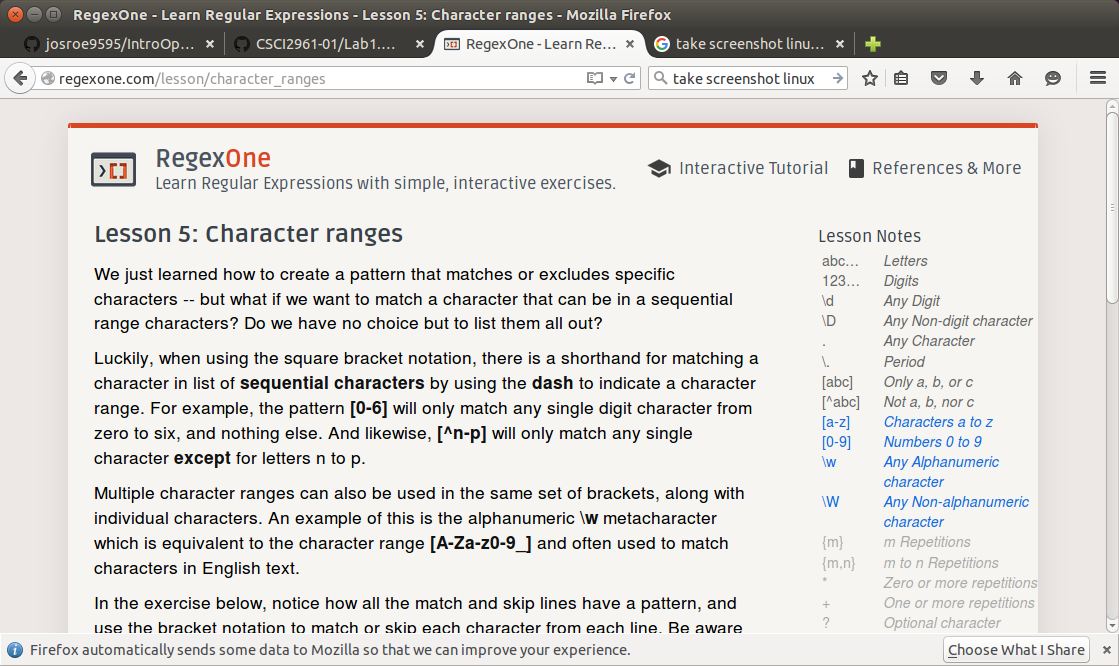 RegexOne - Learn Regular Expressions - Lesson 5: Character ranges - Mozilla Firefox
josroe9595/IntroOp... × CSCI2961-01/Lab1.... × RegexOne - Learn Re... × take screenshot linu... ×
regexone.com/lesson/character_ranges take screenshot linux
RegexOne
Learn Regular Expressions with simple, interactive exercises.
Interactive Tutorial References & More
Lesson 5: Character ranges
We just learned how to create a pattern that matches or excludes specific
characters -- but what if we want to match a character that can be in a sequential
range characters? Do we have no choice but to list them all out?
Luckily, when using the square bracket notation, there is a shorthand for matching a
character in list of sequential characters by using the dash to indicate a character
range. For example, the pattern [0-6] will only match any single digit character from
zero to six, and nothing else. And likewise, [^n-p] will only match any single
character except for letters n to p.
Multiple character ranges can also be used in the same set of brackets, along with
individual characters. An example of this is the alphanumeric \w metacharacter
which is equivalent to the character range [A-Za-z0-9_] and often used to match
characters in English text.
In the exercise below, notice how all the match and skip lines have a pattern, and
use the bracket notation to match or skip each character from each line. Be aware
Lesson Notes
abc… Letters
123… Digits
\d Any Digit
\D Any Non-digit character
. Any Character
\. Period
[abc] Only a, b, or c
[^abc] Not a, b, nor c
[a-z] Characters a to z
[0-9] Numbers 0 to 9
\w Any Alphanumeric
character
\W Any Non-alphanumeric
character
{m} m Repetitions
{m,n} m to n Repetitions
* Zero or more repetitions
+ One or more repetitions
? Optional character
Firefox automatically sends some data to Mozilla so that we can improve your experience. Choose What I Share ×